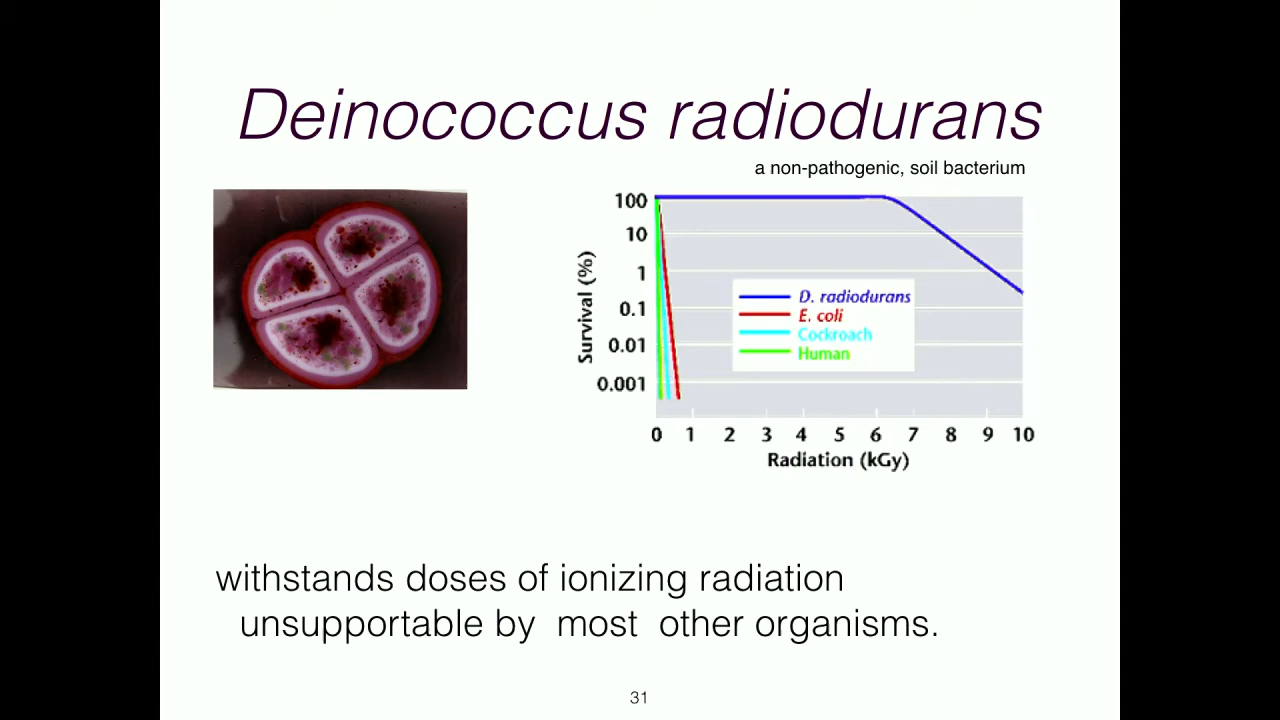 Deinococcus radiodurans
a non-pathogenic, soil bacterium
100
10
1
0.1
0.01
0.001
Survival (%)
D. radiodurans
E. coli
Cockroach
Human
0 1 2 3 4 5 6 7 8 9 10
Radiation (kGy)
withstands doses of ionizing radiation
unsupportable by most other organisms.
31